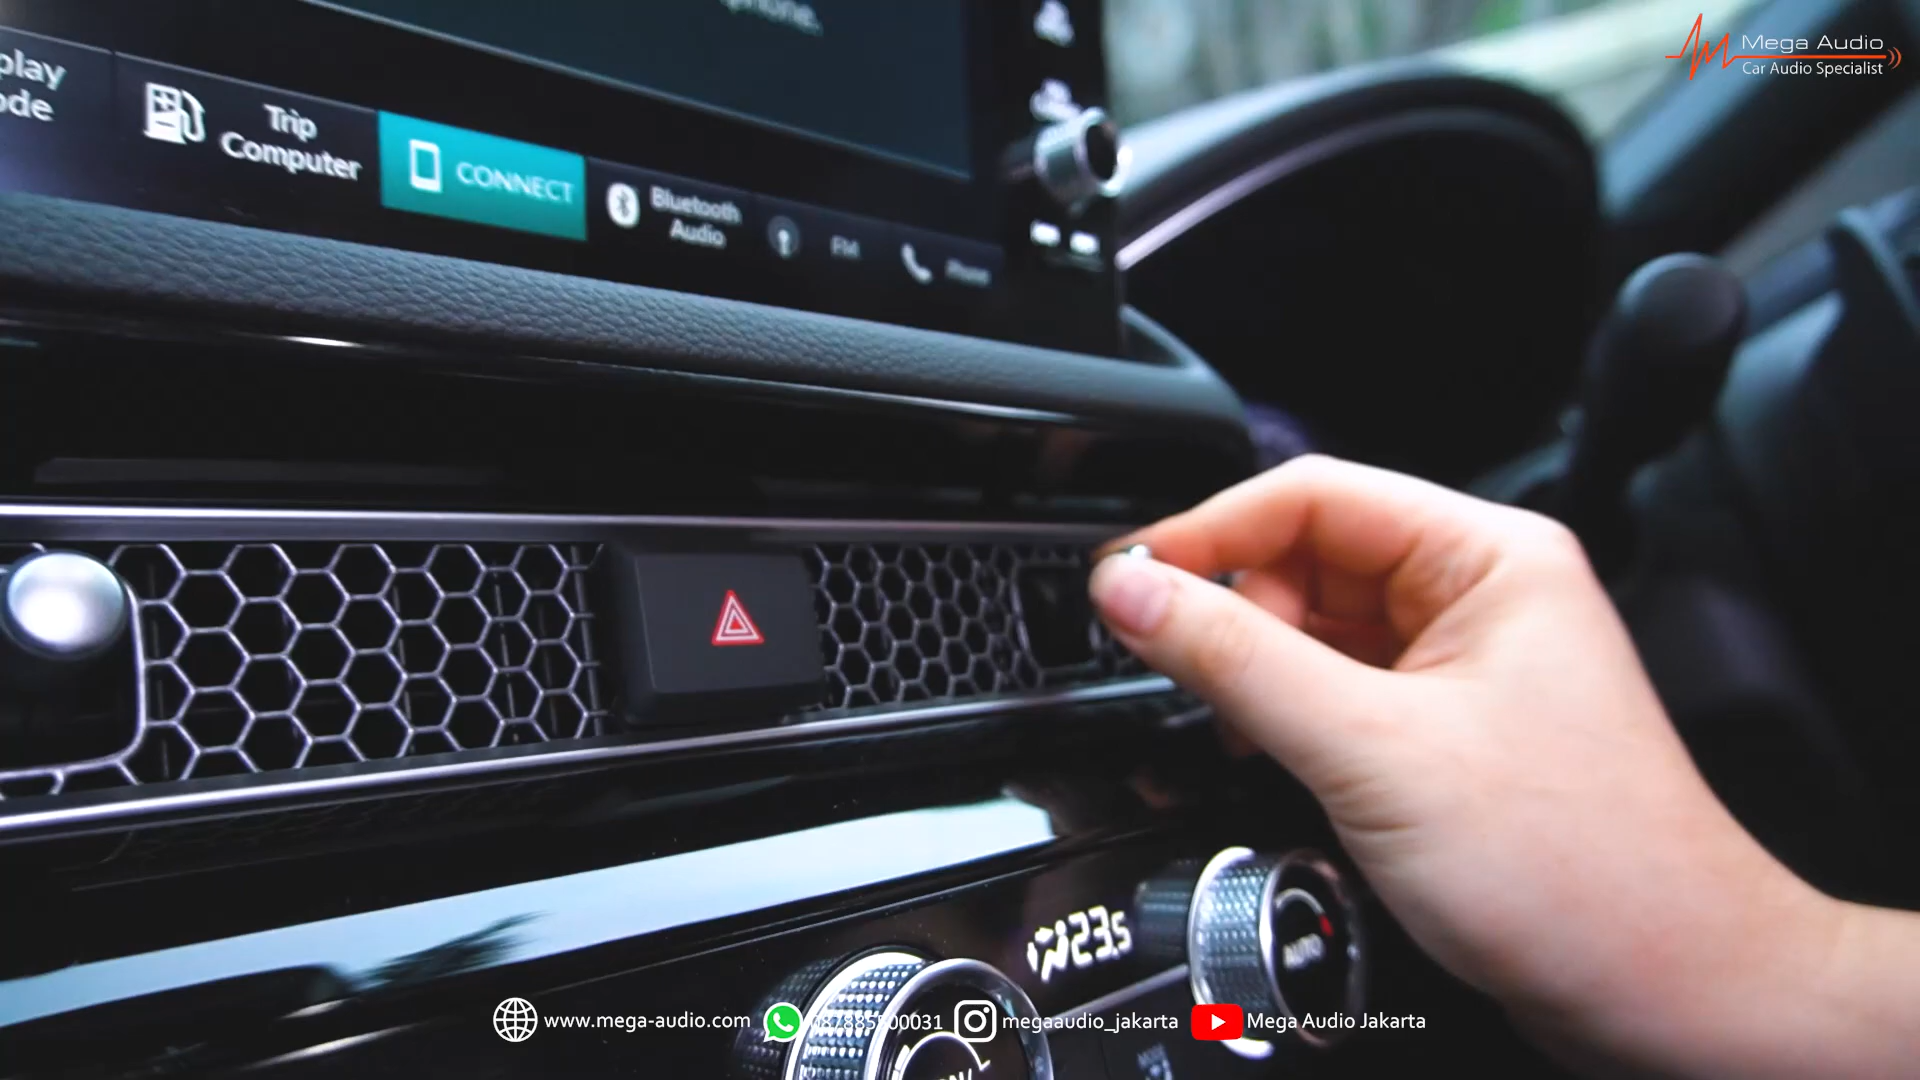 Mega Audio
Car Audio Specialist
play
ode
Trip
Computer
CONNECT
Bluetooth
Audio
FM
Phone
23.5
AUTO
www.mega-audio.com
megaaudio_jakarta
Mega Audio Jakarta